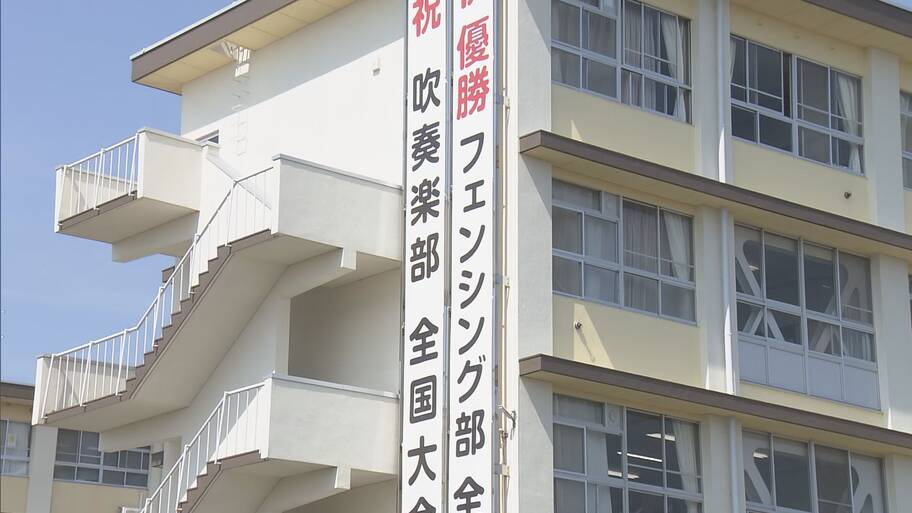 優勝 フェンシング部 全
祝 吹奏楽部 全国大